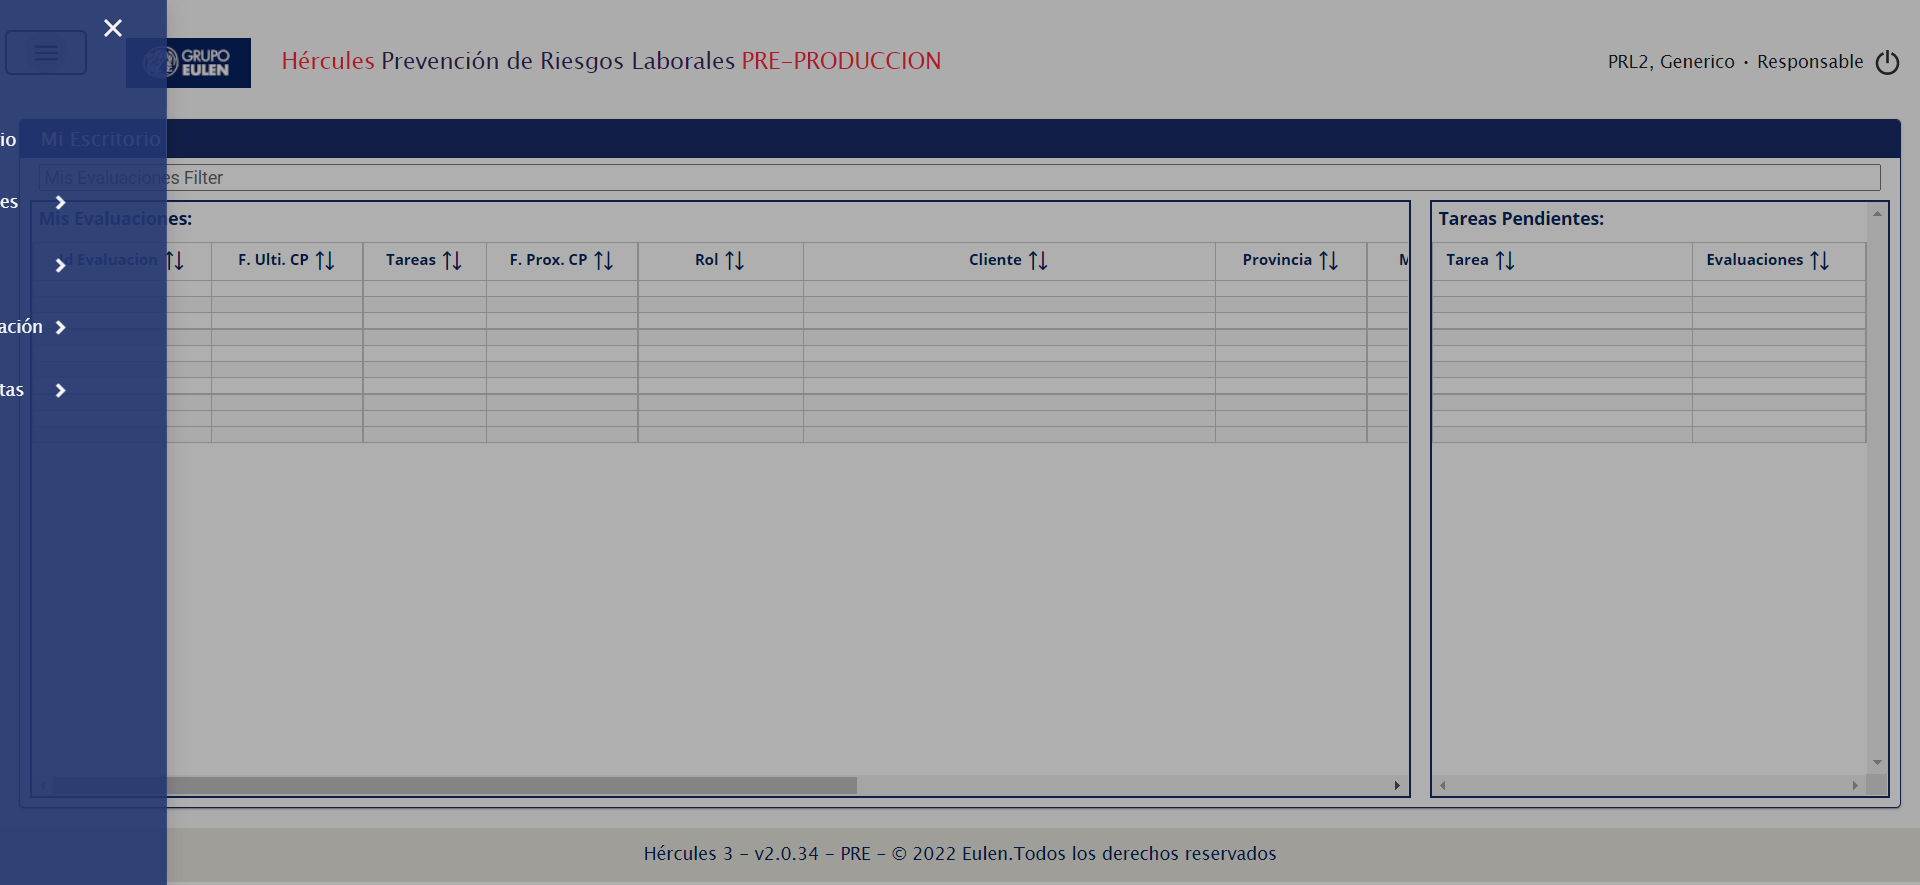 GRUPO
EULEN
Hércules Prevención de Riesgos Laborales PRE-PRODUCCION
PRL2, Generico · Responsable
io
Mi Escritorio
Mis Evaluaciones Filter
es
Mis Evaluaciones:
Tareas Pendientes:
Id Evaluacion F. Ulti. CP Tareas F. Prox. CP Rol Cliente Provincia M
Tarea Evaluaciones
ación
tas
Hércules 3 - v2.0.34 - PRE - © 2022 Eulen.Todos los derechos reservados